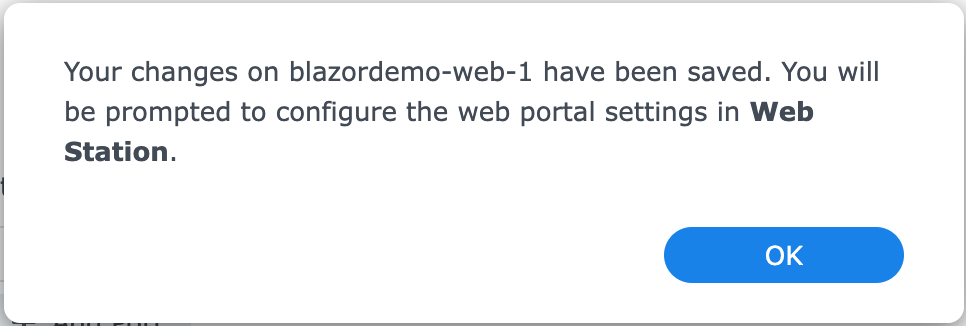 Your changes on blazordemo-web-1 have been saved. You will
be prompted to configure the web portal settings in Web
Station.
OK